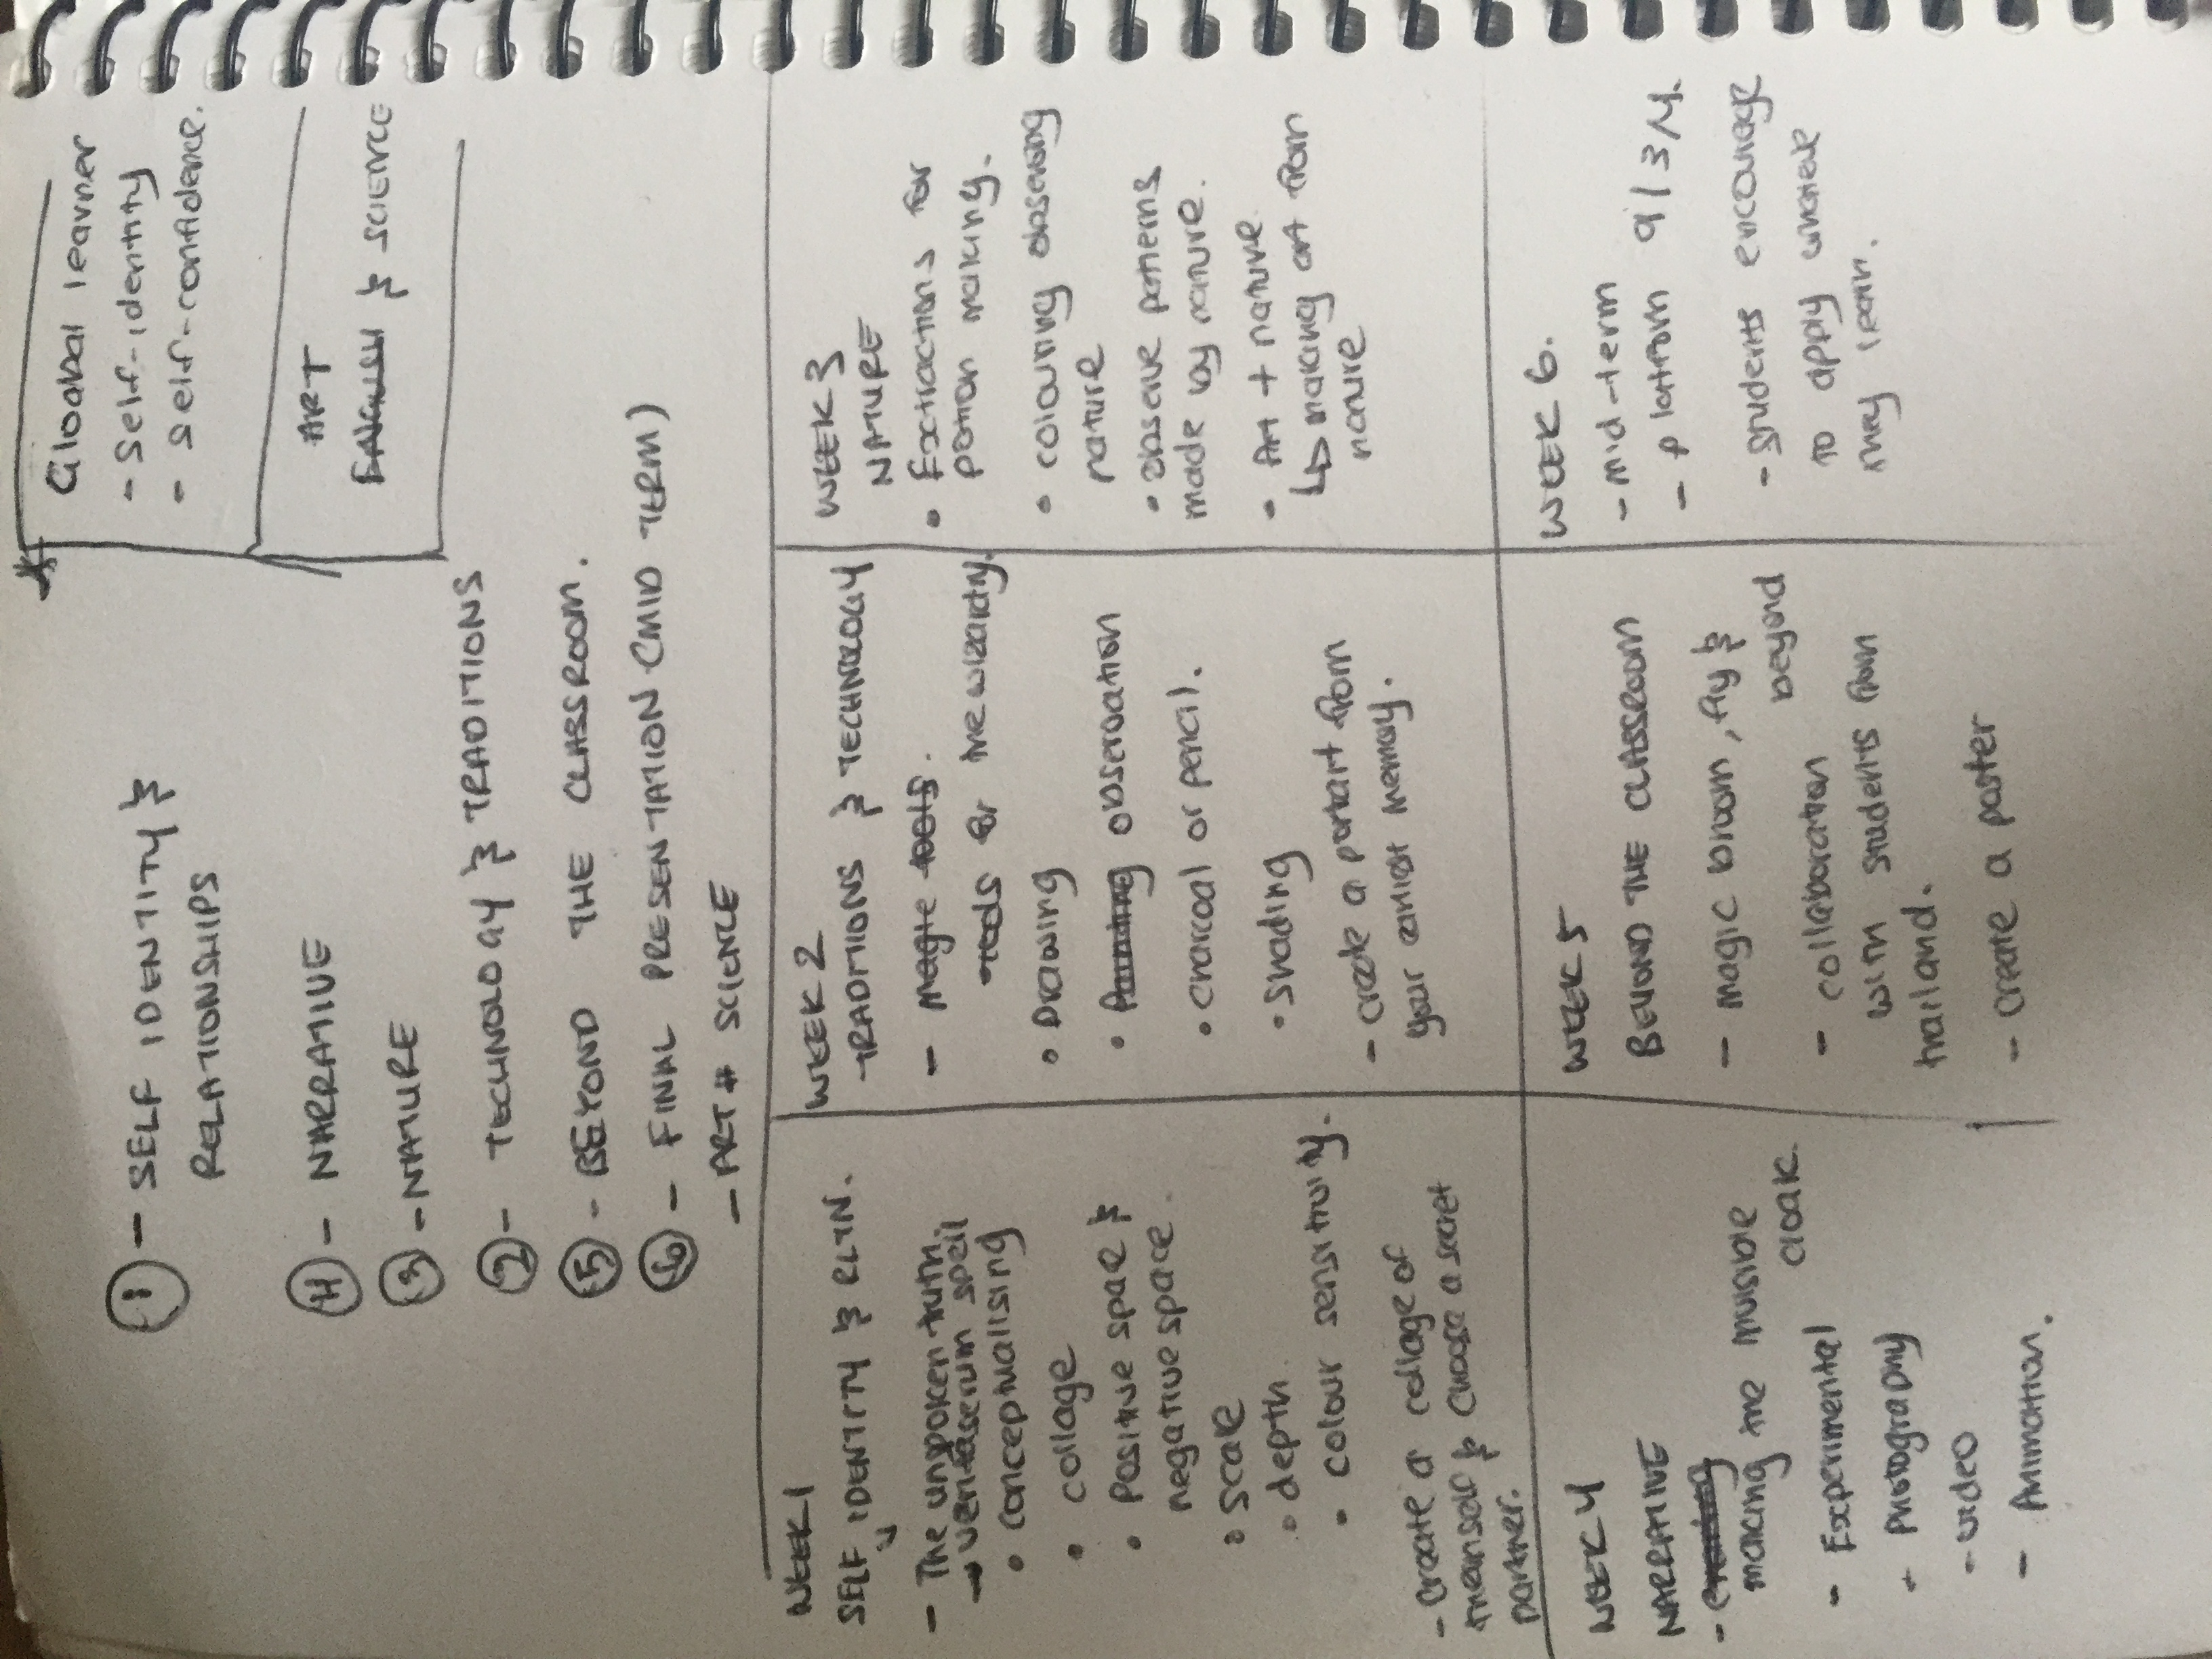 ① - SELF IDENTITY &
RELATIONSHIPS
④ - NARRATIVE
③ - NATURE
② - TECHNOLOGY & TRADITIONS
⑤ - BEYOND THE CLASSROOM.
⑥ - FINAL PRESENTATION (MID TERM)
- ART # SCIENCE
Gloabal learner
- Self-identity
- Self-confidence.
ART
ENGLISH & SCIENCE
WEEK 1
SELF IDENTITY & RLTN.
- The unspoken truth.
→ veritaserum spell
• conceptualising
• collage
• Positive space &
negative space.
• scale
• depth
• colour sensitivity.
- Create a collage of
themself & Choose a secret
partner.
WEEK 2
TRADITIONS & TECHNOLOGY
- Magic tools.
tools for the wizardry.
• Drawing
• Painting observation
• charcoal or pencil.
• Shading
- create a portart from
your earliest memory.
WEEK 3
NATURE
• Extractions for
potion making.
• colouring observing
nature
• observe patterns
made by nature.
• Art + nature
↳ making art from
nature
WEEK 4
NARRATIVE
-
making the invisible
cloak.
- Experimental
- Photography
- video
- Animation.
WEEK 5
BEYOND THE CLASSROOM
- magic broom, fly &
beyond
- collaboration
with students from
thailand.
- create a poster
WEEK 6.
- mid-term
- platform 9/3/4.
- students encourage
to apply whateve
they learn.